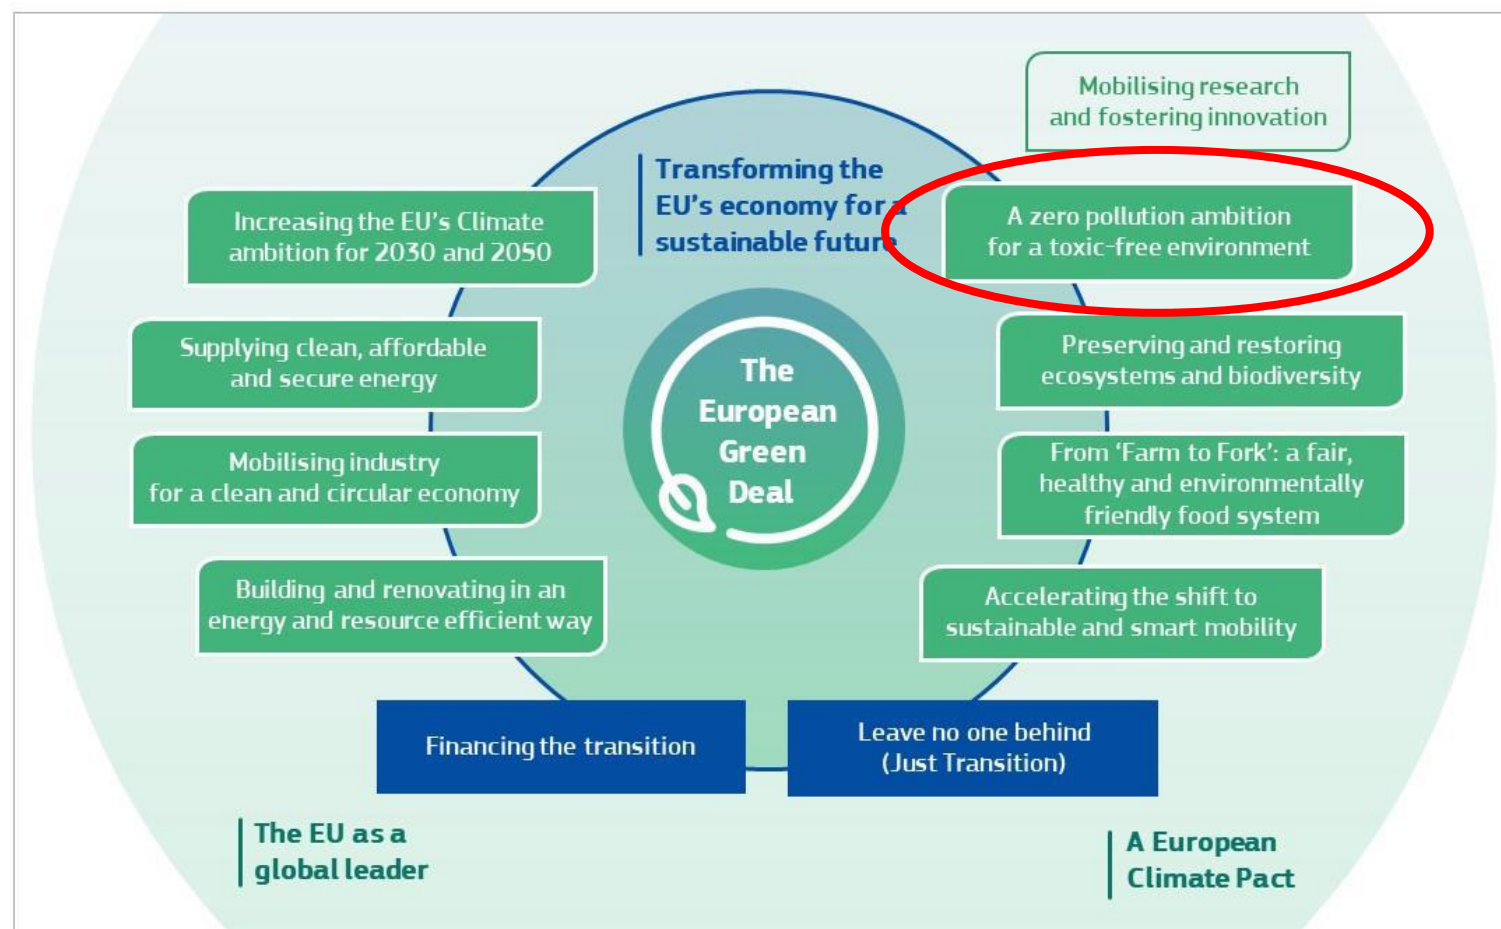 Mobilising research
and fostering innovation
Transforming the
EU's economy for a
sustainable future
Increasing the EU's Climate
ambition for 2030 and 2050
A zero pollution ambition
for a toxic-free environment
Supplying clean, affordable
and secure energy
The
European
Green
Deal
Preserving and restoring
ecosystems and biodiversity
Mobilising industry
for a clean and circular economy
From ‘Farm to Fork’: a fair,
healthy and environmentally
friendly food system
Building and renovating in an
energy and resource efficient way
Accelerating the shift to
sustainable and smart mobility
Financing the transition
Leave no one behind
(Just Transition)
The EU as a
global leader
A European
Climate Pact